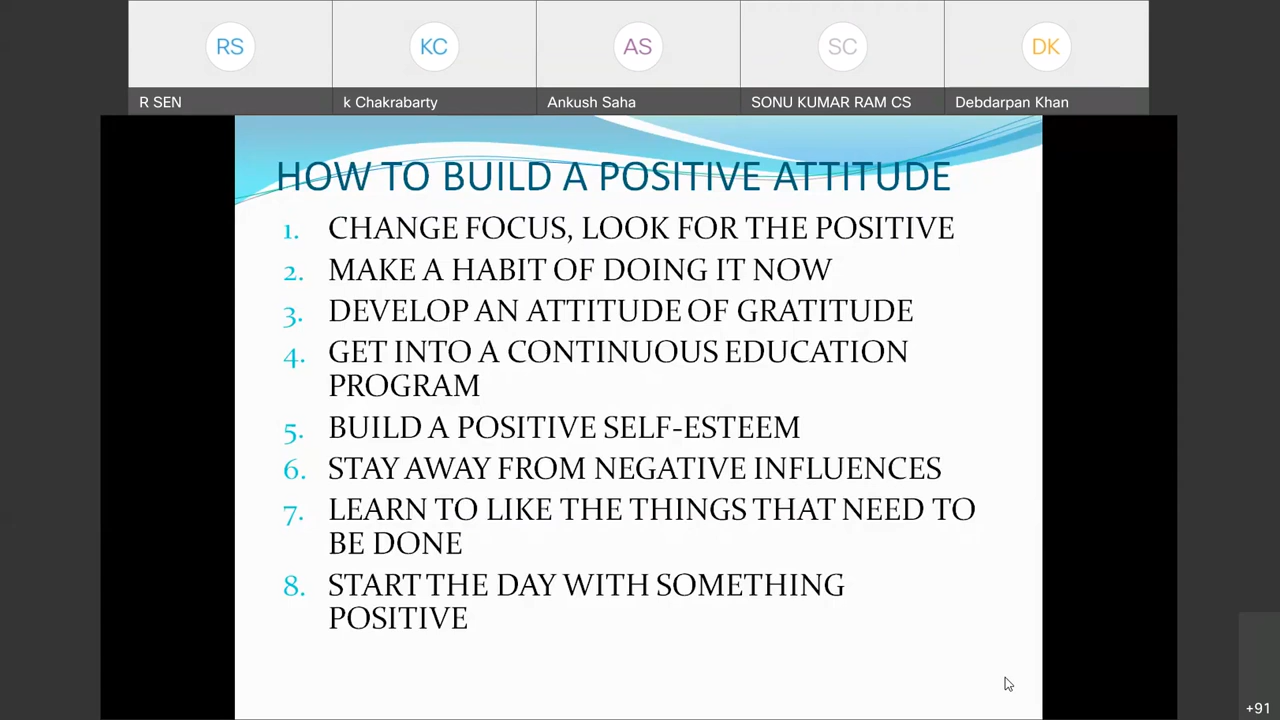 RS KC AS SC DK
R SEN k Chakrabarty Ankush Saha SONU KUMAR RAM CS Debdarpan Khan
HOW TO BUILD A POSITIVE ATTITUDE
1. CHANGE FOCUS, LOOK FOR THE POSITIVE
2. MAKE A HABIT OF DOING IT NOW
3. DEVELOP AN ATTITUDE OF GRATITUDE
4. GET INTO A CONTINUOUS EDUCATION
PROGRAM
5. BUILD A POSITIVE SELF-ESTEEM
6. STAY AWAY FROM NEGATIVE INFLUENCES
7. LEARN TO LIKE THE THINGS THAT NEED TO
BE DONE
8. START THE DAY WITH SOMETHING
POSITIVE
+91